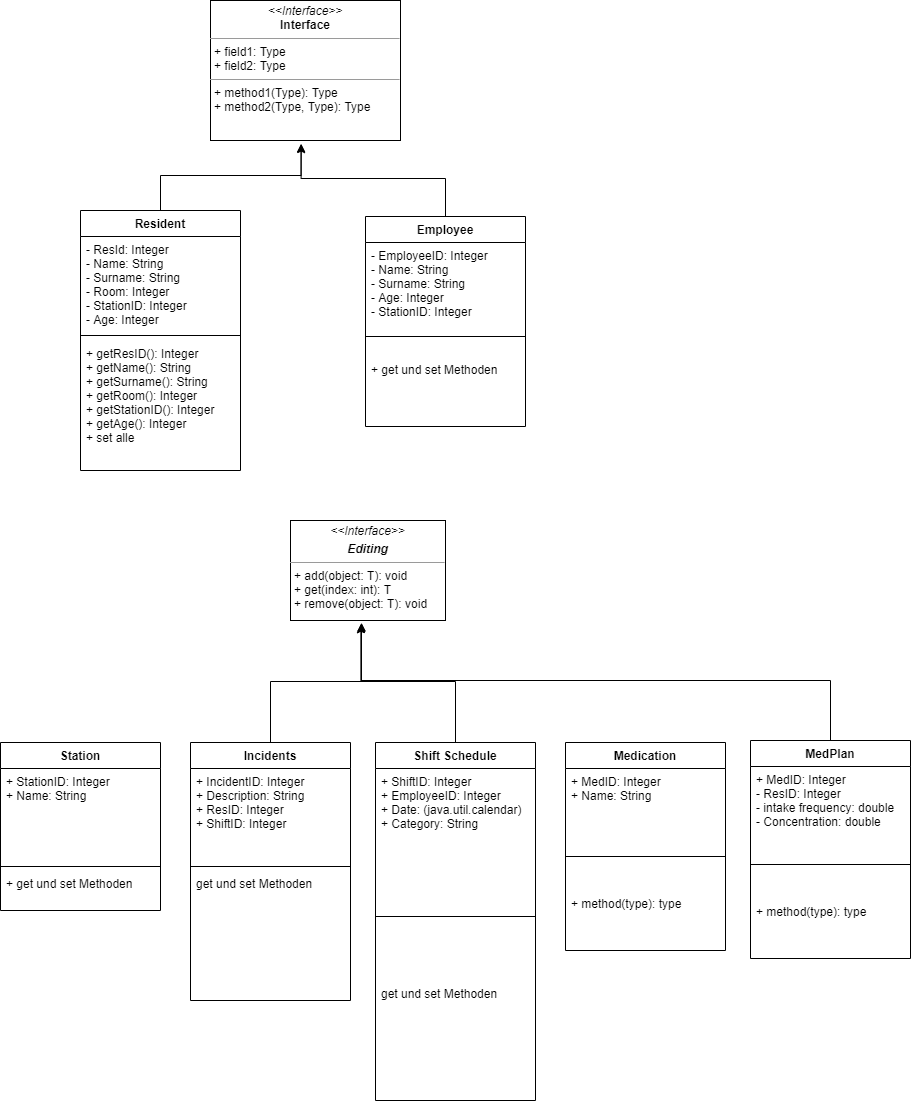 <<Interface>>
Interface
+ field1: Type
+ field2: Type
+ method1(Type): Type
+ method2(Type, Type): Type
Resident
- ResId: Integer
- Name: String
- Surname: String
- Room: Integer
- StationID: Integer
- Age: Integer
+ getResID(): Integer
+ getName(): String
+ getSurname(): String
+ getRoom(): Integer
+ getStationID(): Integer
+ getAge(): Integer
+ set alle
Employee
- EmployeeID: Integer
- Name: String
- Surname: String
- Age: Integer
- StationID: Integer
+ get und set Methoden
<<Interface>>
Editing
+ add(object: T): void
+ get(index: int): T
+ remove(object: T): void
Station
+ StationID: Integer
+ Name: String
+ get und set Methoden
Incidents
+ IncidentID: Integer
+ Description: String
+ ResID: Integer
+ ShiftID: Integer
get und set Methoden
Shift Schedule
+ ShiftID: Integer
+ EmployeeID: Integer
+ Date: (java.util.calendar)
+ Category: String
get und set Methoden
Medication
+ MedID: Integer
+ Name: String
+ method(type): type
MedPlan
+ MedID: Integer
- ResID: Integer
- intake frequency: double
- Concentration: double
+ method(type): type